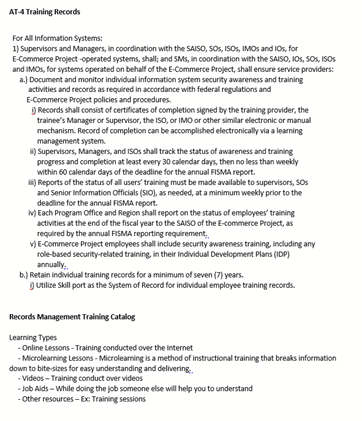 AT-4 Training Records
For All Information Systems:
1) Supervisors and Managers, in coordination with the SAISO, SOs, ISOs, IMOs and IOs, for
E-Commerce Project -operated systems, shall; and SMs, in coordination with the SAISO, IOs, SOs, ISOs
and IMOs, for systems operated on behalf of the E-Commerce Project, shall ensure service providers:
a.) Document and monitor individual information system security awareness and training
activities and records as required in accordance with federal regulations and
E-Commerce Project policies and procedures.
i) Records shall consist of certificates of completion signed by the training provider, the
trainee's Manager or Supervisor, the ISO, or IMO or other similar electronic or manual
mechanism. Record of completion can be accomplished electronically via a learning
management system.
ii) Supervisors, Managers, and ISOs shall track the status of awareness and training
progress and completion at least every 30 calendar days, then no less than weekly
within 60 calendar days of the deadline for the annual FISMA report.
iii) Reports of the status of all users' training must be made available to supervisors, SOs
and Senior Information Officials (SIO), as needed, at a minimum weekly prior to the
deadline for the annual FISMA report.
iv) Each Program Office and Region shall report on the status of employees' training
activities at the end of the fiscal year to the SAISO of the E-commerce Project, as
required by the annual FISMA reporting requirement,.
v) E-Commerce Project employees shall include security awareness training, including any
role-based security-related training, in their Individual Development Plans (IDP)
annually,.
b.) Retain individual training records for a minimum of seven (7) years.
i) Utilize Skill port as the System of Record for individual employee training records.
Records Management Training Catalog
Learning Types
- Online Lessons - Training conducted over the Internet
- Microlearning Lessons - Microlearning is a method of instructional training that breaks information
down to bite-sizes for easy understanding and delivering,.
- Videos – Training conduct over videos
- Job Aids – While doing the job someone else will help you to understand
- Other resources – Ex: Training sessions